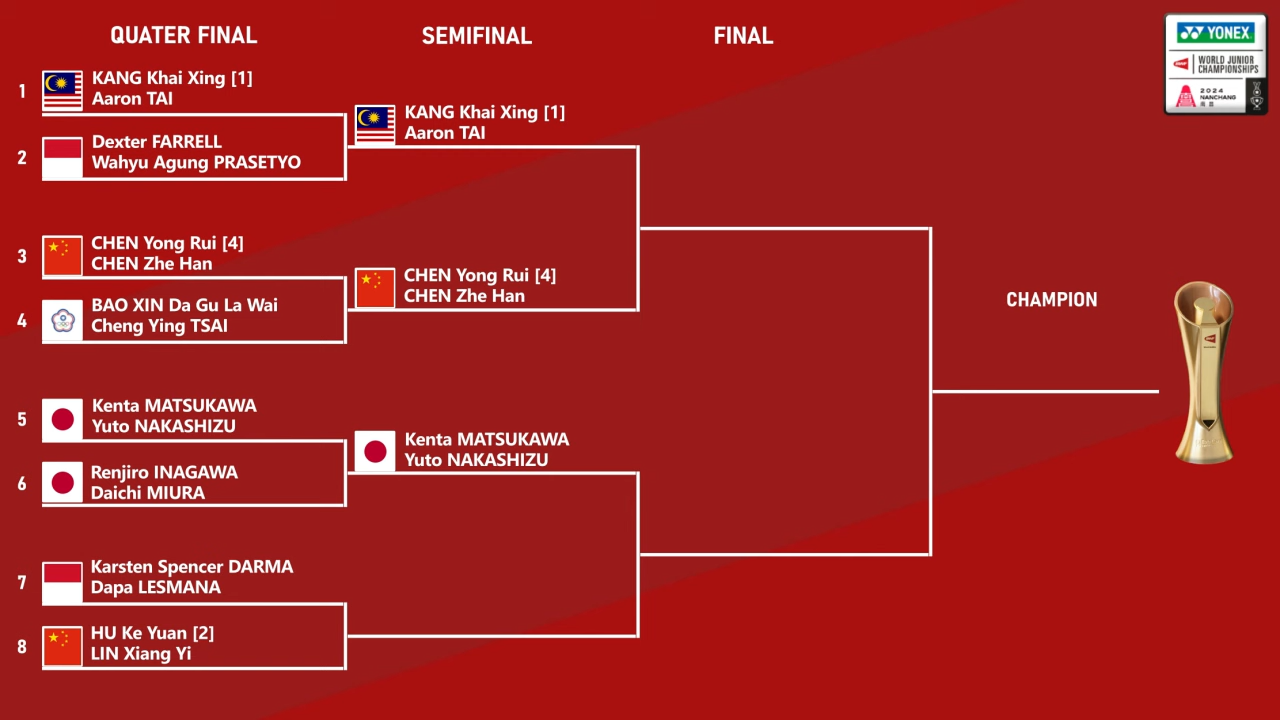 QUATER FINAL
SEMIFINAL
FINAL
YONEX
WORLD JUNIOR
CHAMPIONSHIPS
2024
NANCHANG
南昌
1
KANG Khai Xing [1]
Aaron TAI
2
Dexter FARRELL
Wahyu Agung PRASETYO
3
CHEN Yong Rui [4]
CHEN Zhe Han
4
BAO XIN Da Gu La Wai
Cheng Ying TSAI
5
Kenta MATSUKAWA
Yuto NAKASHIZU
6
Renjiro INAGAWA
Daichi MIURA
7
Karsten Spencer DARMA
Dapa LESMANA
8
HU Ke Yuan [2]
LIN Xiang Yi
KANG Khai Xing [1]
Aaron TAI
CHEN Yong Rui [4]
CHEN Zhe Han
Kenta MATSUKAWA
Yuto NAKASHIZU
CHAMPION